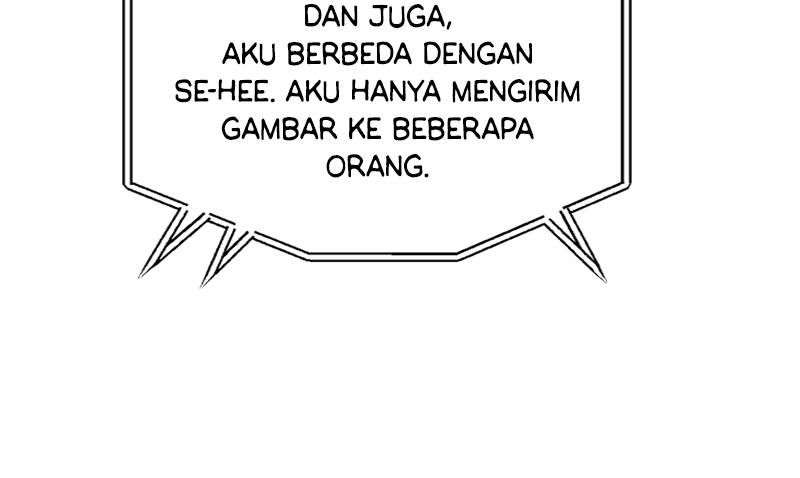 DAN JUGA,
AKU BERBEDA DENGAN
SE-HEE. AKU HANYA MENGIRIM
GAMBAR KE BEBERAPA
ORANG.